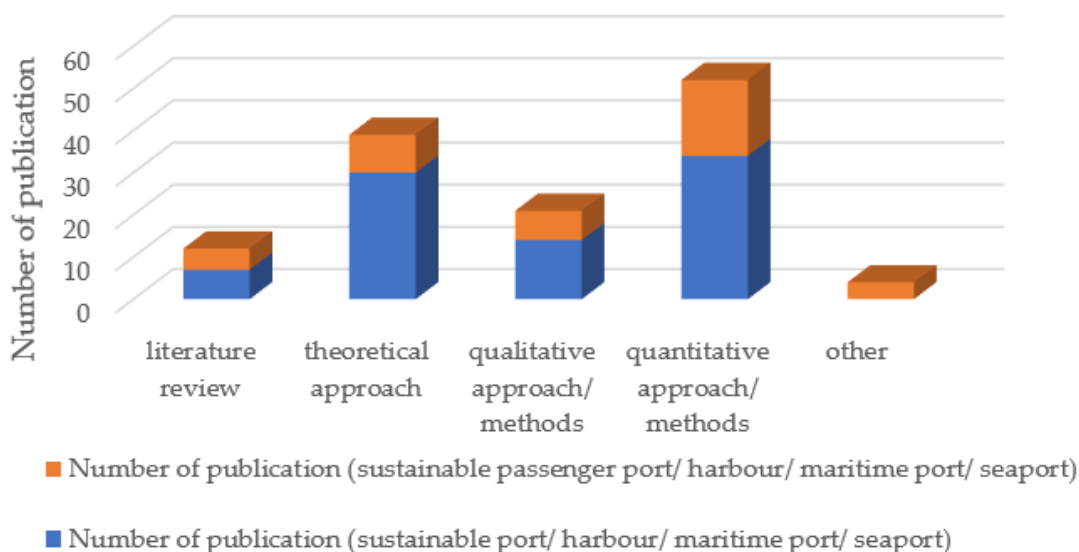 Number of publication
60
50
40
30
20
10
0
literature
review
theoretical
approach
qualitative
approach/
methods
quantitative
approach/
methods
other
Number of publication (sustainable passenger port/ harbour/ maritime port/ seaport)
Number of publication (sustainable port/ harbour/ maritime port/ seaport)